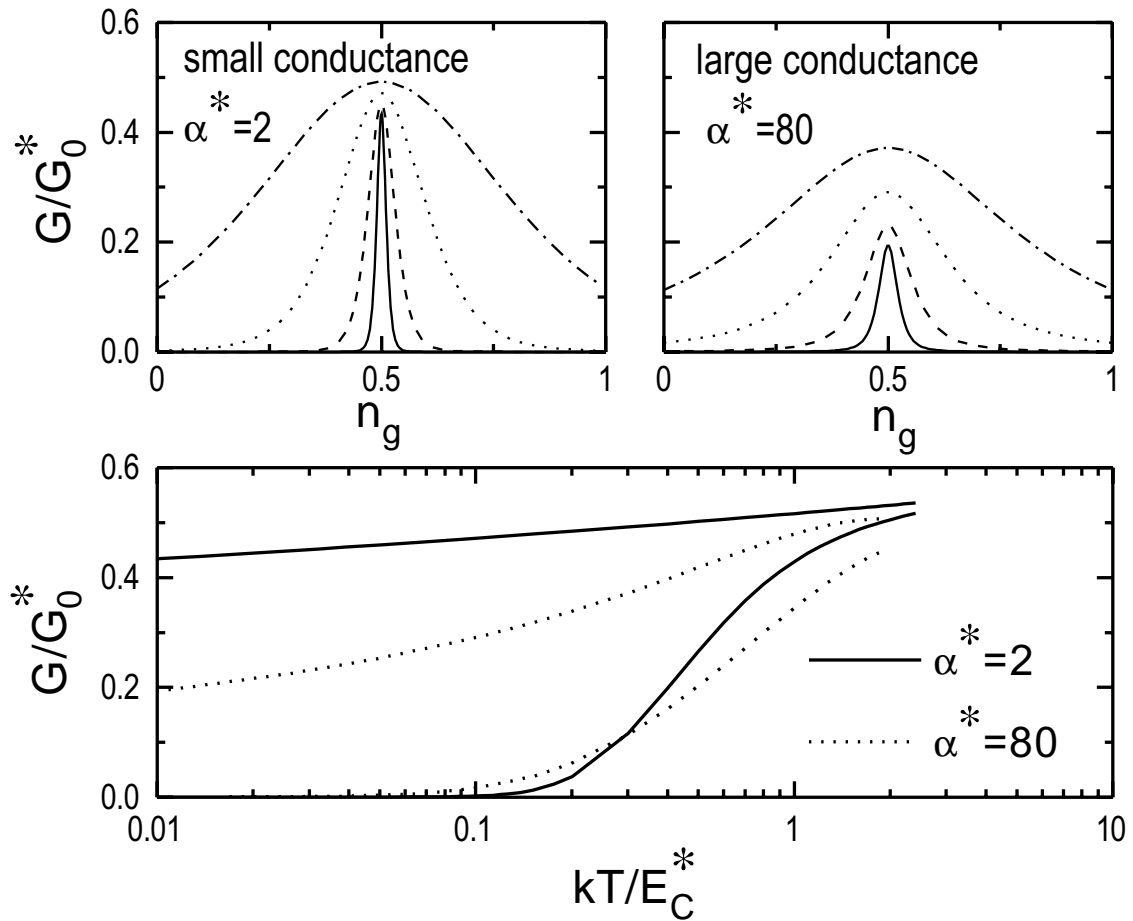 small conductance
α*=2
G/G0*
0.6
0.4
0.2
0.0
0
0.5
1
ng
large conductance
α*=80
0
0.5
1
ng
G/G0*
0.6
0.4
0.2
0.0
α*=2
α*=80
0.01
0.1
1
10
kT/EC*